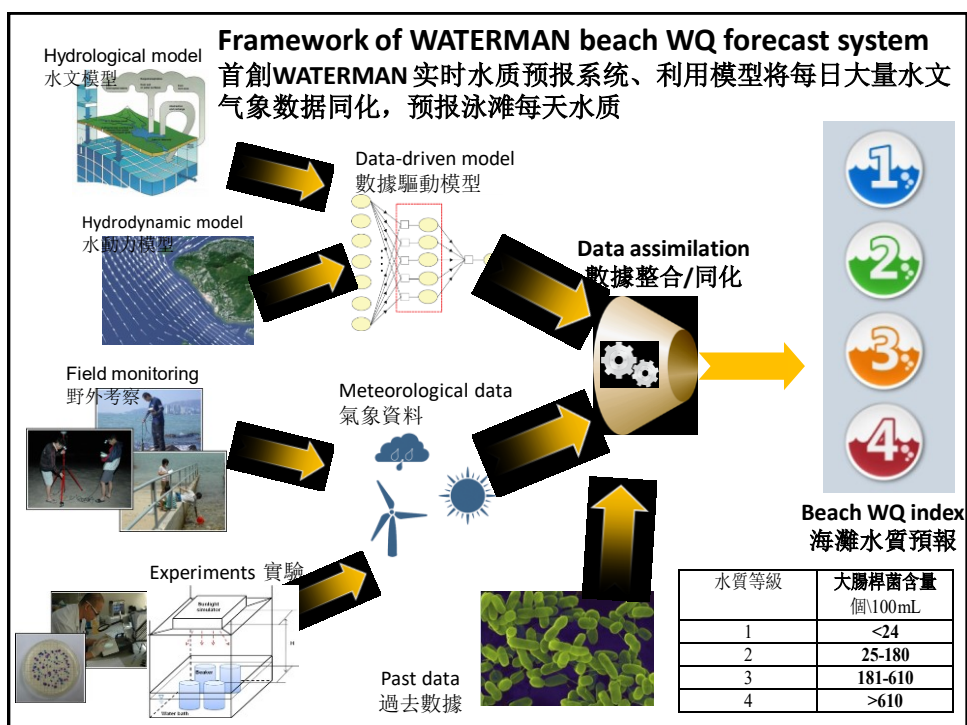 Framework of WATERMAN beach WQ forecast system
首創WATERMAN 实时水质预报系统、利用模型将每日大量水文
气象数据同化，预报泳滩每天水质
Hydrological model
水文模型
Data-driven model
數據驅動模型
Hydrodynamic model
水動力模型
Data assimilation
數據整合/同化
1
2
3
4
Field monitoring
野外考察
Meteorological data
氣象資料
Beach WQ index
海灘水質預報
Experiments 實驗
Sunlight
simulator
H
Beaker
Water bath
Past data
過去數據
水質等級 大腸桿菌含量
個\100mL
1 <24
2 25-180
3 181-610
4 >610